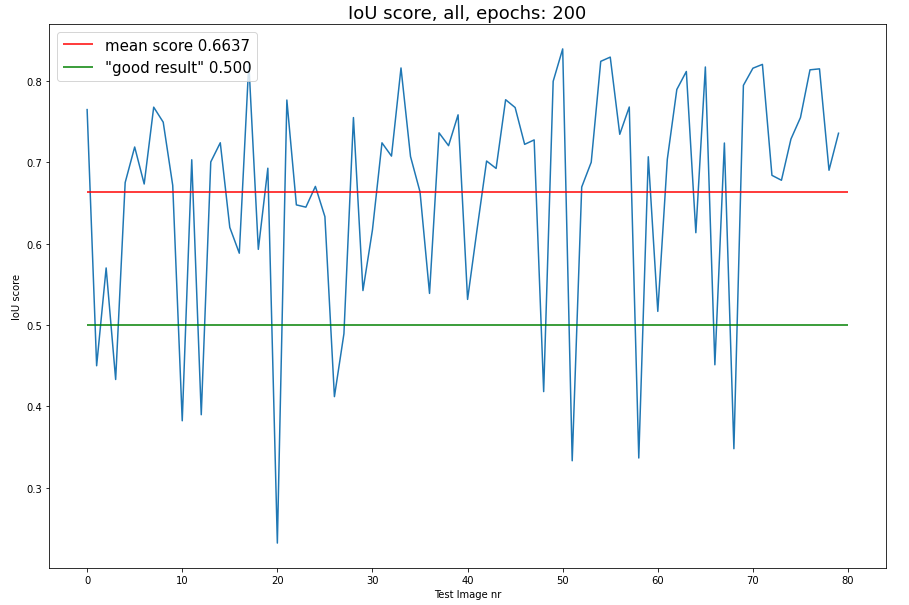 IoU score, all, epochs: 200
mean score 0.6637
"good result" 0.500
0.8
0.7
0.6
0.5
0.4
0.3
IoU score
0 10 20 30 40 50 60 70 80
Test Image nr